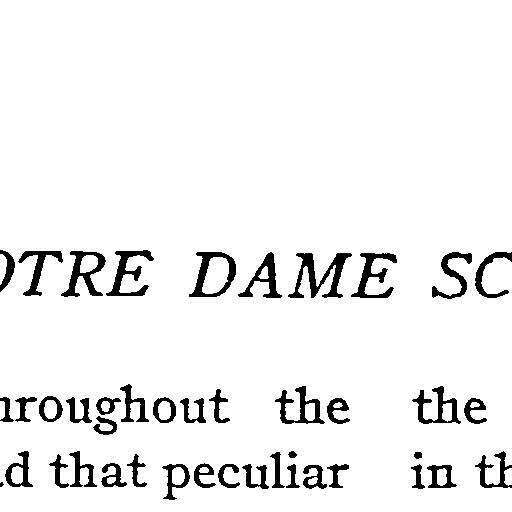 OTRE DAME SC
hroughout the
d that peculiar
the
in th